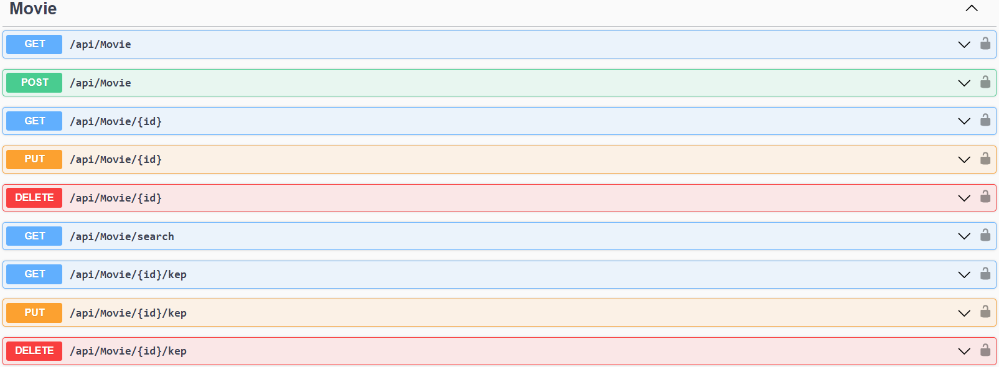 Movie
GET /api/Movie
POST /api/Movie
GET /api/Movie/{id}
PUT /api/Movie/{id}
DELETE /api/Movie/{id}
GET /api/Movie/search
GET /api/Movie/{id}/kep
PUT /api/Movie/{id}/kep
DELETE /api/Movie/{id}/kep